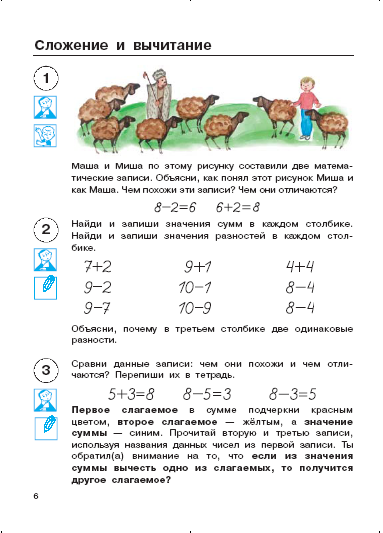 Сложение и вычитание
1
Маша и Миша по этому рисунку составили две матема-
тические записи. Объясни, как понял этот рисунок Миша и
как Маша. Чем похожи эти записи? Чем они отличаются?
8−2=6 6+2=8
2
Найди и запиши значения сумм в каждом столбике.
Найди и запиши значения разностей в каждом стол-
бике.
7+2 9+1 4+4
9−2 10−1 8−4
9−7 10−9 8−4
Объясни, почему в третьем столбике две одинаковые
разности.
3
Сравни данные записи: чем они похожи и чем отли-
чаются? Перепиши их в тетрадь.
5+3=8 8−5=3 8−3=5
Первое слагаемое в сумме подчеркни красным
цветом, второе слагаемое — жёлтым, а значение
суммы — синим. Прочитай вторую и третью записи,
используя названия данных чисел из первой записи. Ты
обратил(а) внимание на то, что если из значения
суммы вычесть одно из слагаемых, то получится
другое слагаемое?
6